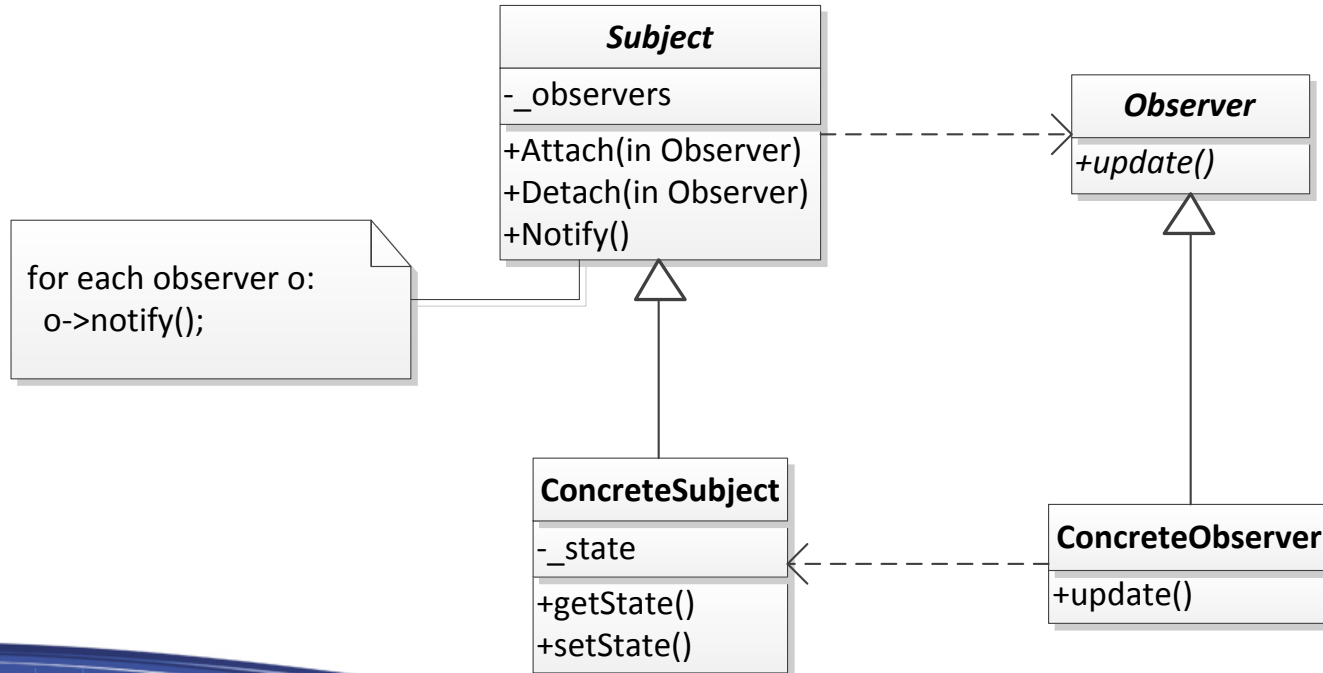 Subject
-_observers
+Attach(in Observer)
+Detach(in Observer)
+Notify()
Observer
+update()
for each observer o:
o->notify();
ConcreteSubject
-_state
+getState()
+setState()
ConcreteObserver
+update()